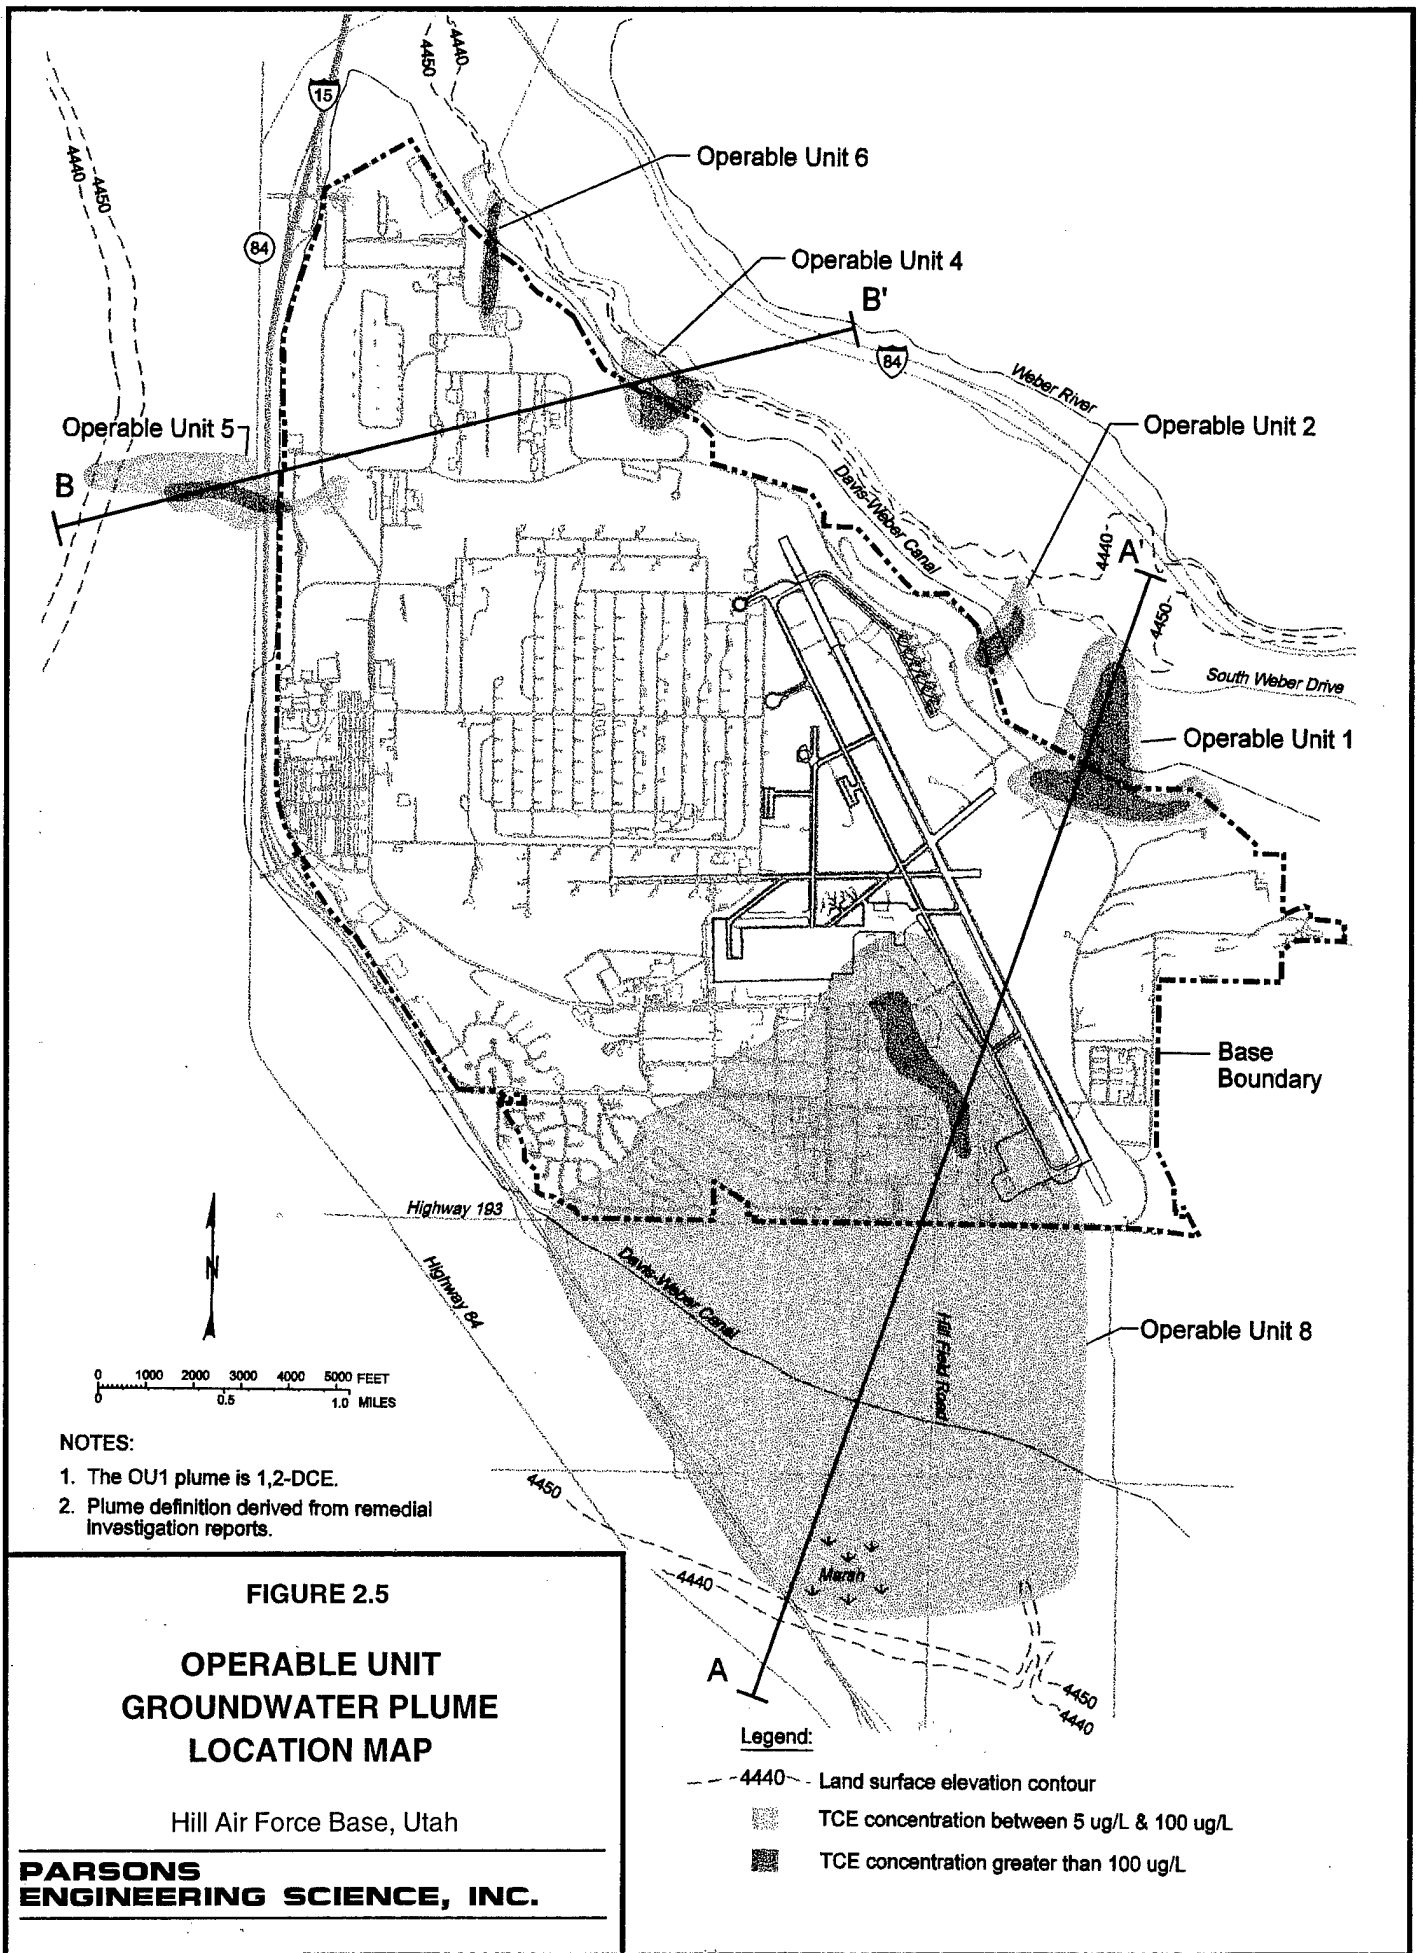 4440
4450
15
4440
4450
Operable Unit 6
84
Operable Unit 4
B'
84
Weber River
Operable Unit 5
Operable Unit 2
B
Davis-Weber Canal
4440
A'
4450
South Weber Drive
Operable Unit 1
Base
Boundary
Highway 193
N
Highway 84
Davis-Weber Canal
Hill Field Road
Operable Unit 8
0 1000 2000 3000 4000 5000 FEET
0 0.5 1.0 MILES
NOTES:
1. The OU1 plume is 1,2-DCE.
2. Plume definition derived from remedial
investigation reports.
4450
4440
Marsh
A
4450
4440
FIGURE 2.5
OPERABLE UNIT
GROUNDWATER PLUME
LOCATION MAP
Hill Air Force Base, Utah
PARSONS
ENGINEERING SCIENCE, INC.
Legend:
4440 Land surface elevation contour
TCE concentration between 5 ug/L & 100 ug/L
TCE concentration greater than 100 ug/L